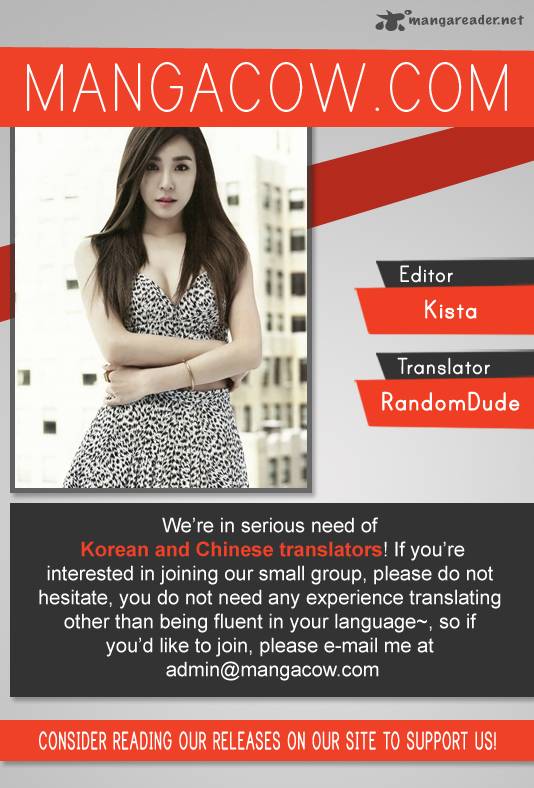 mangareader.net
MANGACOW.COM
Editor
Kista
Translator
RandomDude
We're in serious need of
Korean and Chinese translators! If you're
interested in joining our small group, please do not
hesitate, you do not need any experience translating
other than being fluent in your language~, so if
you'd like to join, please e-mail me at
admin@mangacow.com
CONSIDER READING OUR RELEASES ON OUR SITE TO SUPPORT US!